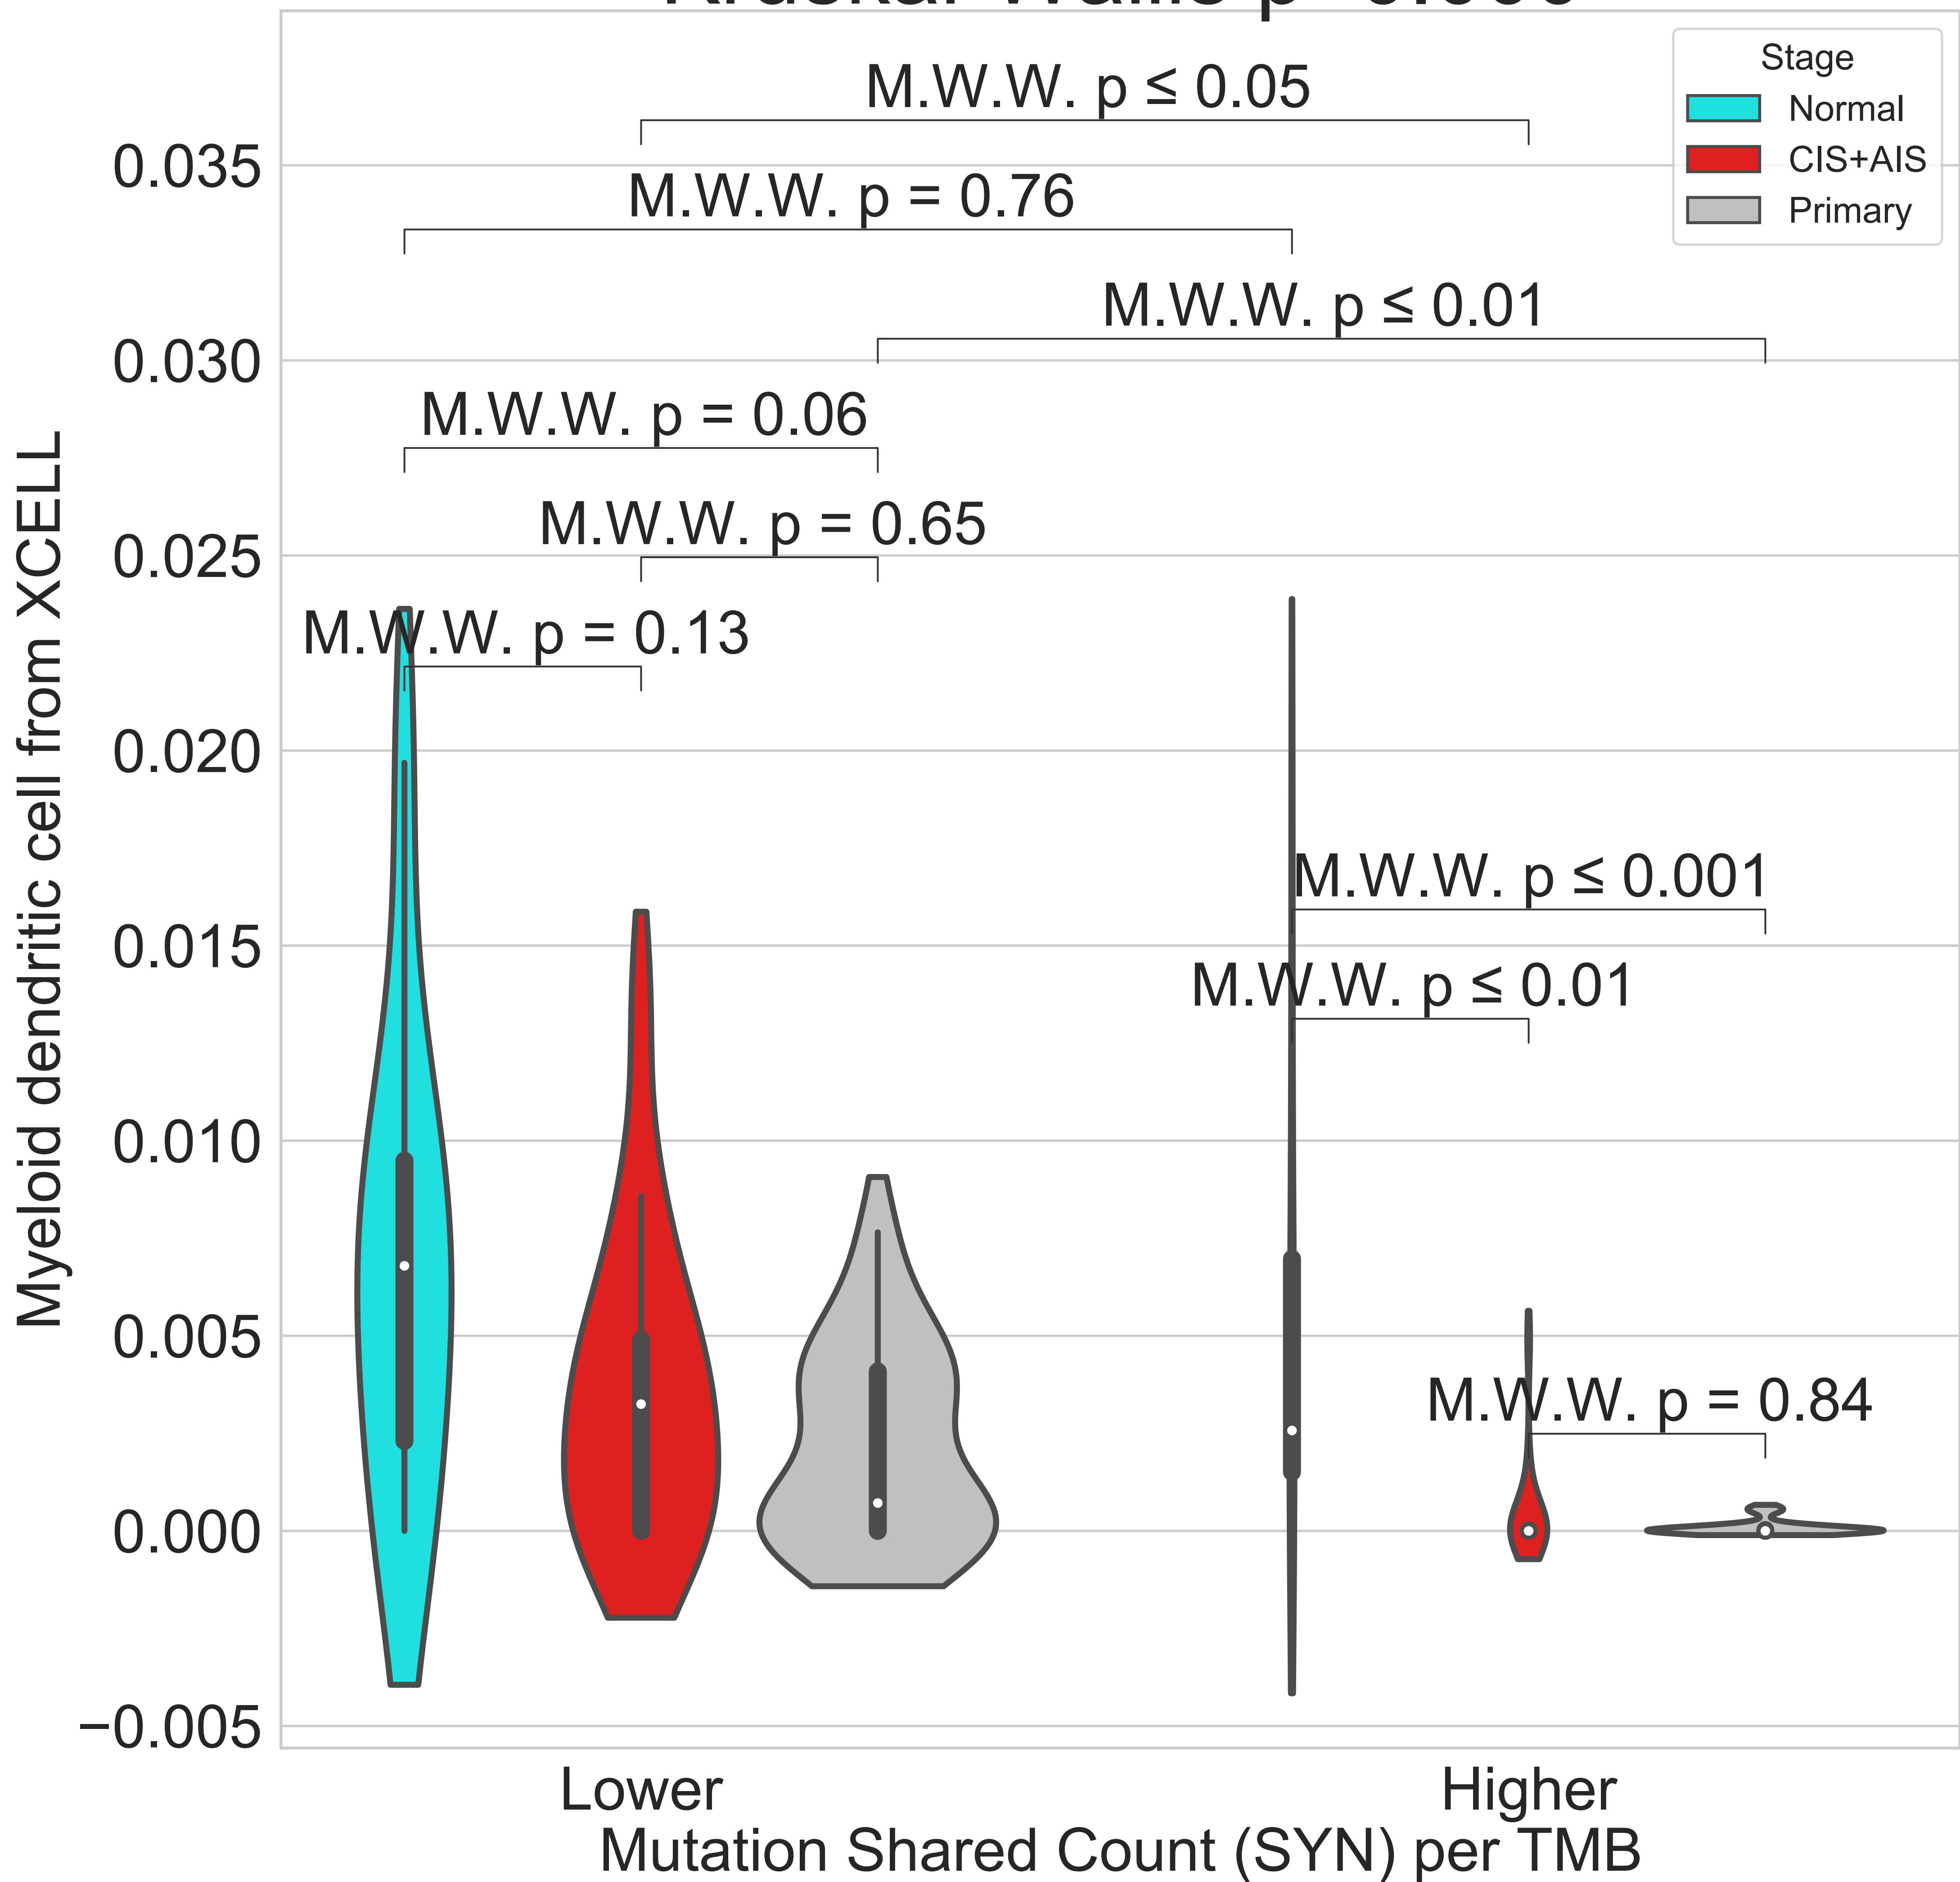 M.W.W. p ≤ 0.05
Stage
Normal
CIS+AIS
Primary
M.W.W. p = 0.76
M.W.W. p ≤ 0.01
M.W.W. p = 0.06
M.W.W. p = 0.65
M.W.W. p = 0.13
M.W.W. p ≤ 0.001
M.W.W. p ≤ 0.01
M.W.W. p = 0.84
0.035
0.030
0.025
0.020
0.015
0.010
0.005
0.000
−0.005
Myeloid dendritic cell from XCELL
Lower
Higher
Mutation Shared Count (SYN) per TMB